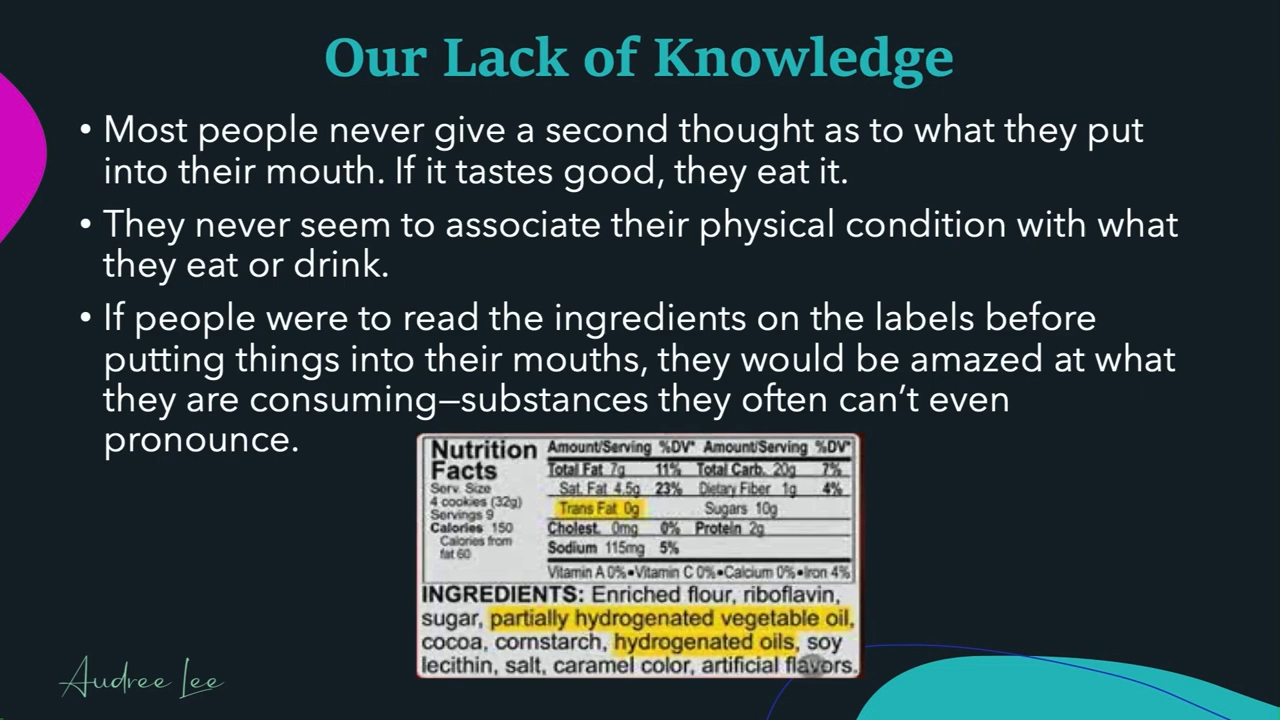 Our Lack of Knowledge
• Most people never give a second thought as to what they put
into their mouth. If it tastes good, they eat it.
• They never seem to associate their physical condition with what
they eat or drink.
• If people were to read the ingredients on the labels before
putting things into their mouths, they would be amazed at what
they are consuming—substances they often can’t even
pronounce.
Nutrition
Facts
Serv. Size
4 cookies (32g)
Servings 9
Calories 150
Calories from
fat 60
Amount/Serving %DV* Amount/Serving %DV*
Total Fat 7g 11% Total Carb. 20g 7%
Sat. Fat 4.5g 23% Dietary Fiber 1g 4%
Trans Fat 0g Sugars 10g
Cholest. 0mg 0% Protein 2g
Sodium 115mg 5%
Vitamin A 0%•Vitamin C 0%•Calcium 0%•Iron 4%
INGREDIENTS: Enriched flour, riboflavin,
sugar, partially hydrogenated vegetable oil,
cocoa, cornstarch, hydrogenated oils, soy
lecithin, salt, caramel color, artificial flavors.
Audree Lee